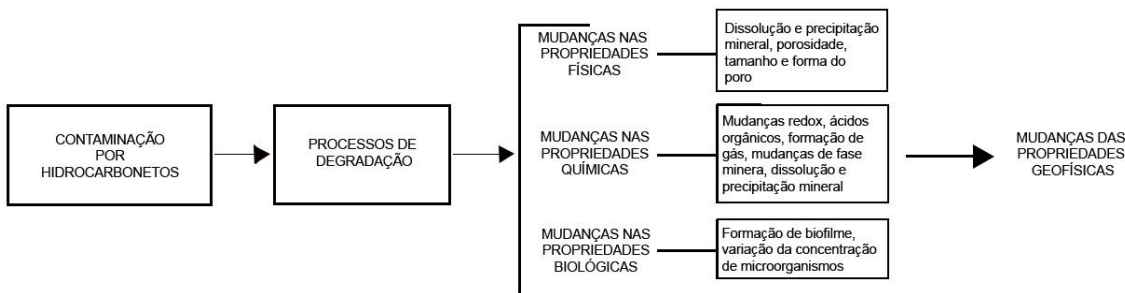 CONTAMINAÇÃO
POR
HIDROCARBONETOS
PROCESSOS DE
DEGRADAÇÃO
MUDANÇAS NAS
PROPRIEDADES
FÍSICAS
Dissolução e precipitação
mineral, porosidade,
tamanho e forma do
poro
MUDANÇAS NAS
PROPRIEDADES
QUÍMICAS
Mudanças redox, ácidos
orgânicos, formação de
gás, mudanças de fase
minera, dissolução e
precipitação mineral
MUDANÇAS NAS
PROPRIEDADES
BIOLÓGICAS
Formação de biofilme,
variação da concentração
de microorganismos
MUDANÇAS DAS
PROPRIEDADES
GEOFÍSICAS